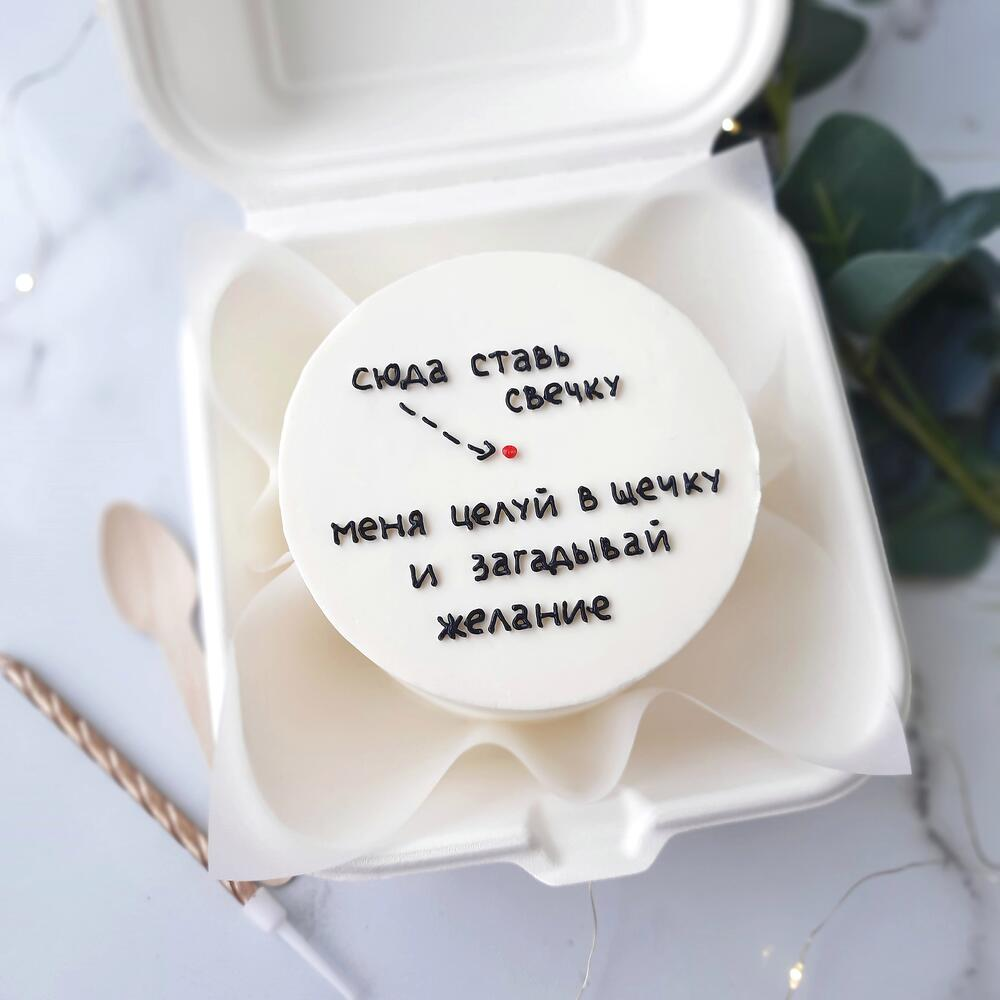 сюда ставь
свечку
меня целуй в щечку
и загадывай
желание